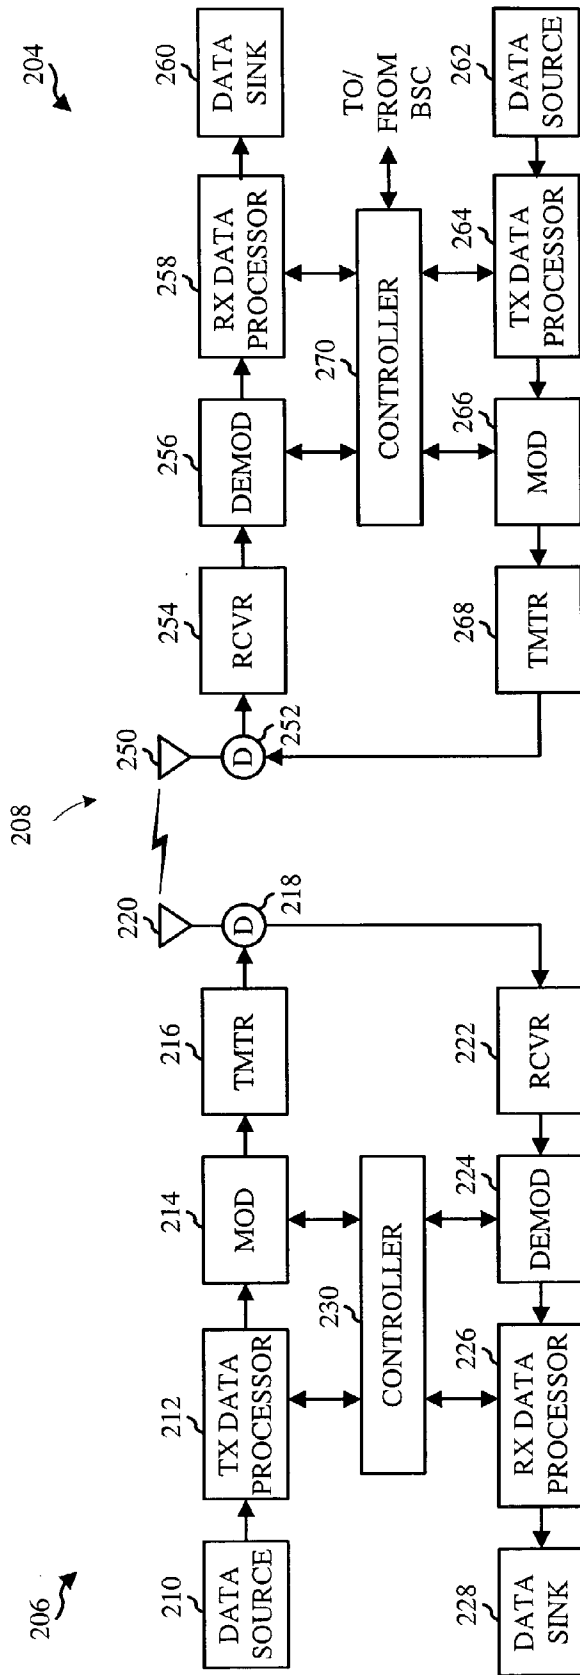 206
208
204
210
DATA
SOURCE
212
TX DATA
PROCESSOR
214
MOD
216
TMTR
220
D
218
250
D
252
254
RCVR
256
DEMOD
258
RX DATA
PROCESSOR
260
DATA
SINK
230
CONTROLLER
270
CONTROLLER
TO/
FROM
BSC
228
DATA
SINK
226
RX DATA
PROCESSOR
224
DEMOD
222
RCVR
268
TMTR
266
MOD
264
TX DATA
PROCESSOR
262
DATA
SOURCE